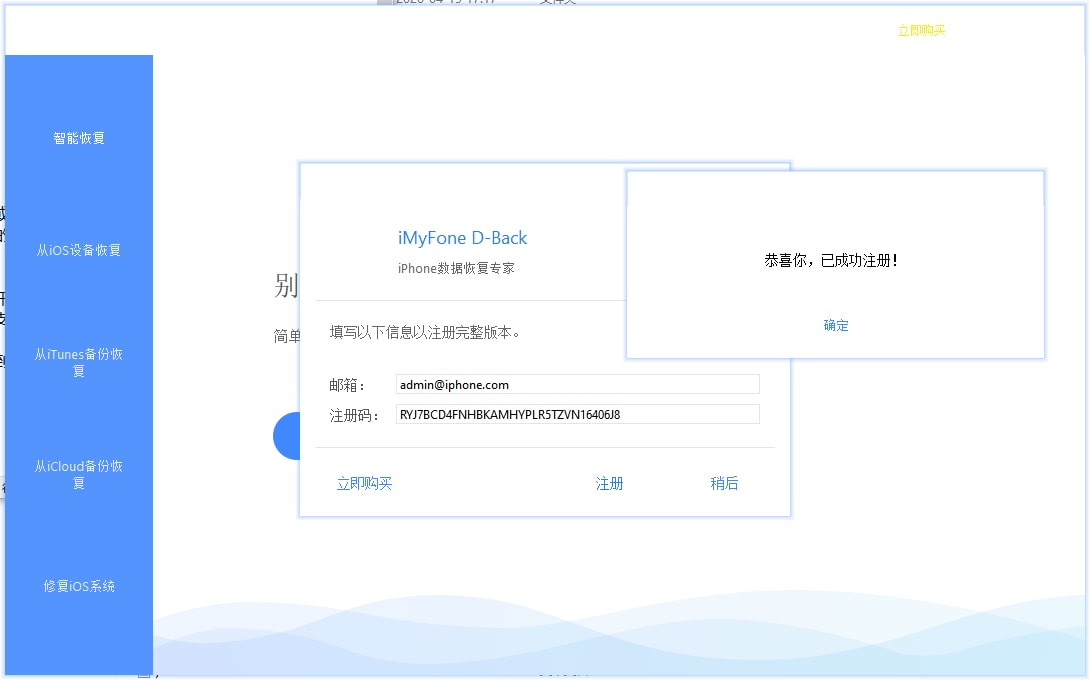 立即购买
智能恢复
从iOS设备恢复
从iTunes备份恢
复
从iCloud备份恢
复
修复iOS系统
别
简单
iMyFone D-Back
iPhone数据恢复专家
填写以下信息以注册完整版本。
邮箱：
admin@iphone.com
注册码：
RYJ7BCD4FNHBKAMHYPLR5TZVN16406J8
立即购买
注册
稍后
恭喜你，已成功注册！
确定